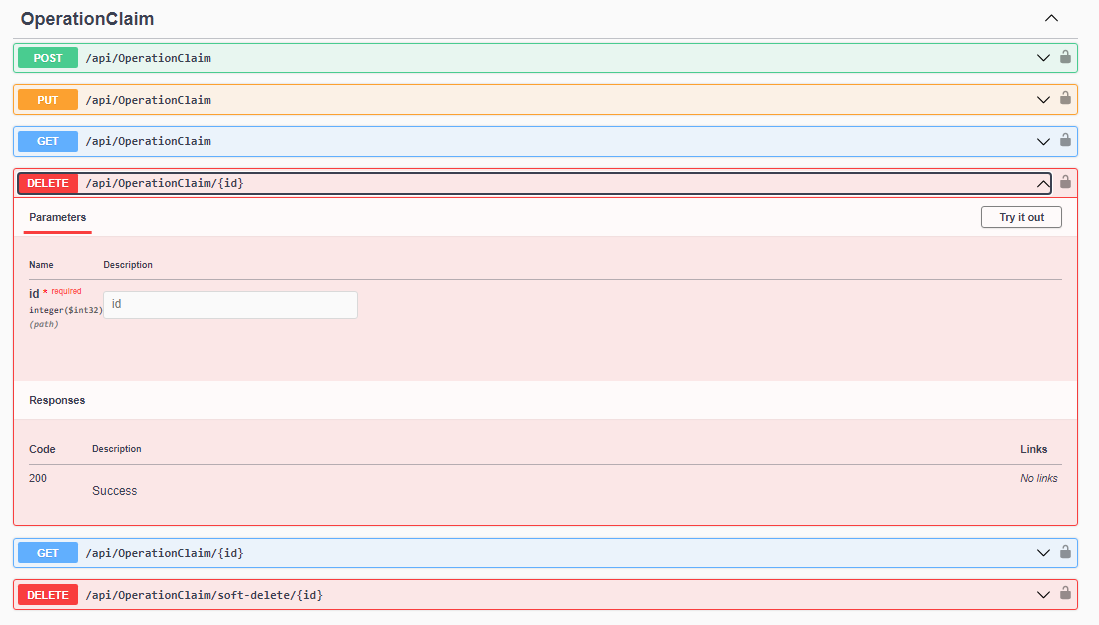 OperationClaim
POST /api/OperationClaim
PUT /api/OperationClaim
GET /api/OperationClaim
DELETE /api/OperationClaim/{id}
Parameters Try it out
Name Description
id * required id
integer($int32)
(path)
Responses
Code Description Links
200 No links
Success
GET /api/OperationClaim/{id}
DELETE /api/OperationClaim/soft-delete/{id}